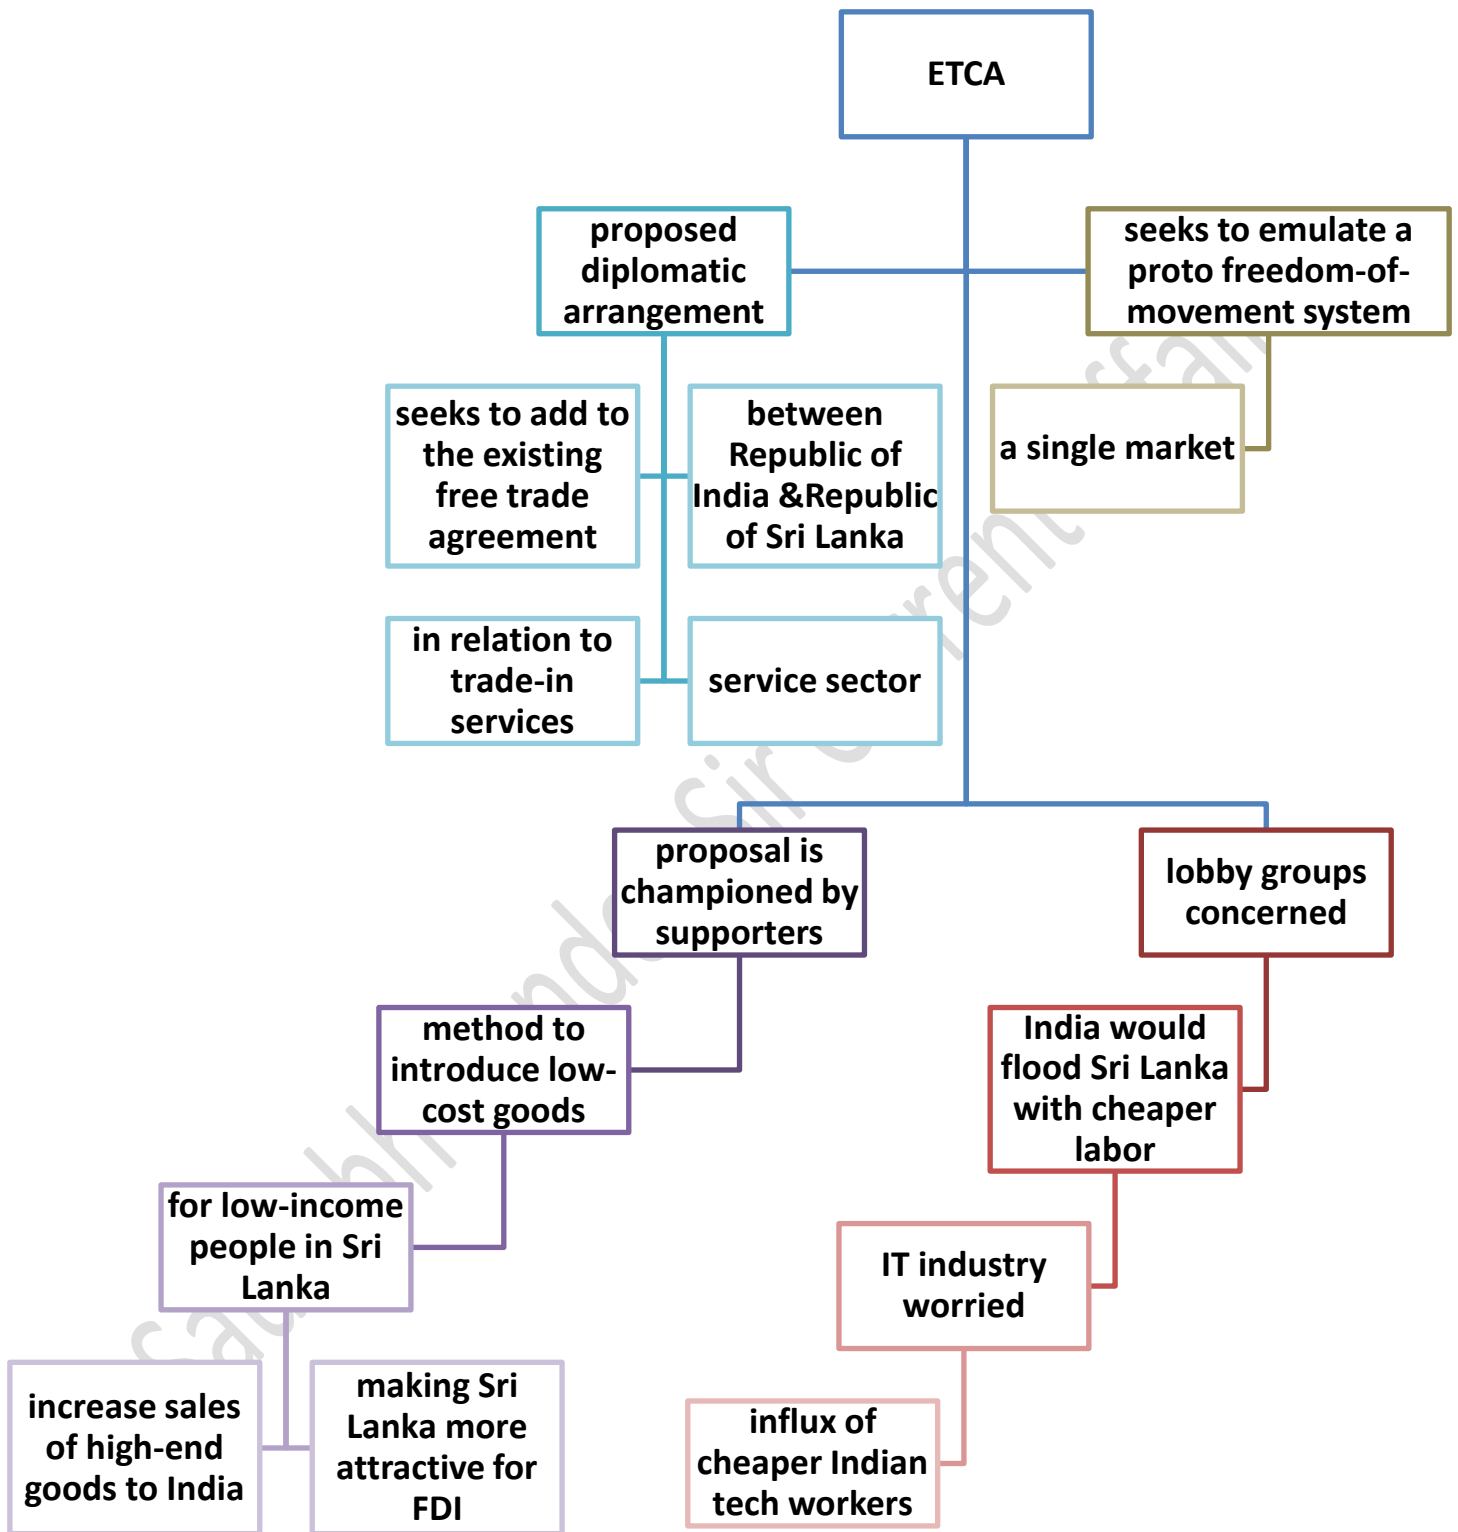 ETCA
proposed
diplomatic
arrangement
seeks to emulate a
proto freedom-of-
movement system
seeks to add to
the existing
free trade
agreement
between
Republic of
India &Republic
of Sri Lanka
a single market
in relation to
trade-in
services
service sector
proposal is
championed by
supporters
lobby groups
concerned
method to
introduce low-
cost goods
India would
flood Sri Lanka
with cheaper
labor
for low-income
people in Sri
Lanka
IT industry
worried
increase sales
of high-end
goods to India
making Sri
Lanka more
attractive for
FDI
influx of
cheaper Indian
tech workers
Sir